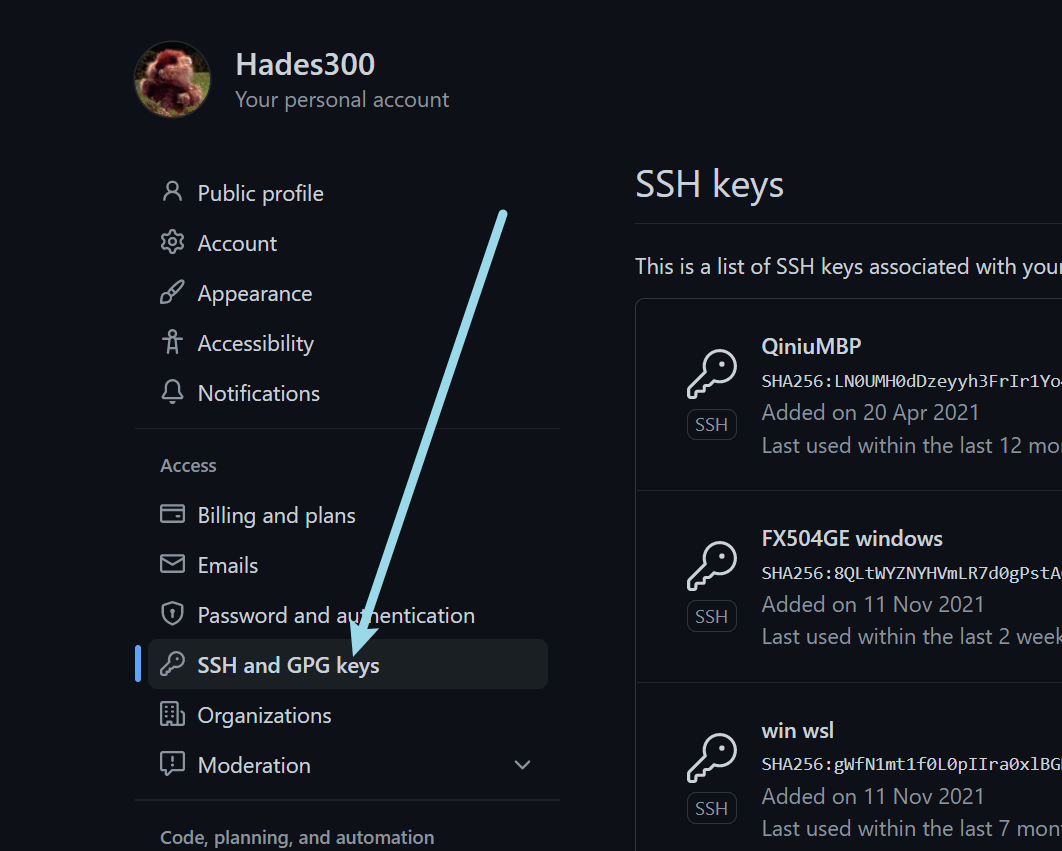 Hades300
Your personal account
Public profile
Account
Appearance
Accessibility
Notifications
Access
Billing and plans
Emails
Password and authentication
SSH and GPG keys
Organizations
Moderation
Code, planning, and automation
SSH keys
This is a list of SSH keys associated with your
QiniuMBP
SHA256:LN0UMH0dDzeyyh3FrIr1Yo4
SSH
Added on 20 Apr 2021
Last used within the last 12 mon
FX504GE windows
SHA256:8QLtWYZNYHVmLR7d0gPstA
SSH
Added on 11 Nov 2021
Last used within the last 2 week
win wsl
SHA256:gWfN1mt1f0L0pIIra0xlBG
SSH
Added on 11 Nov 2021
Last used within the last 7 mon